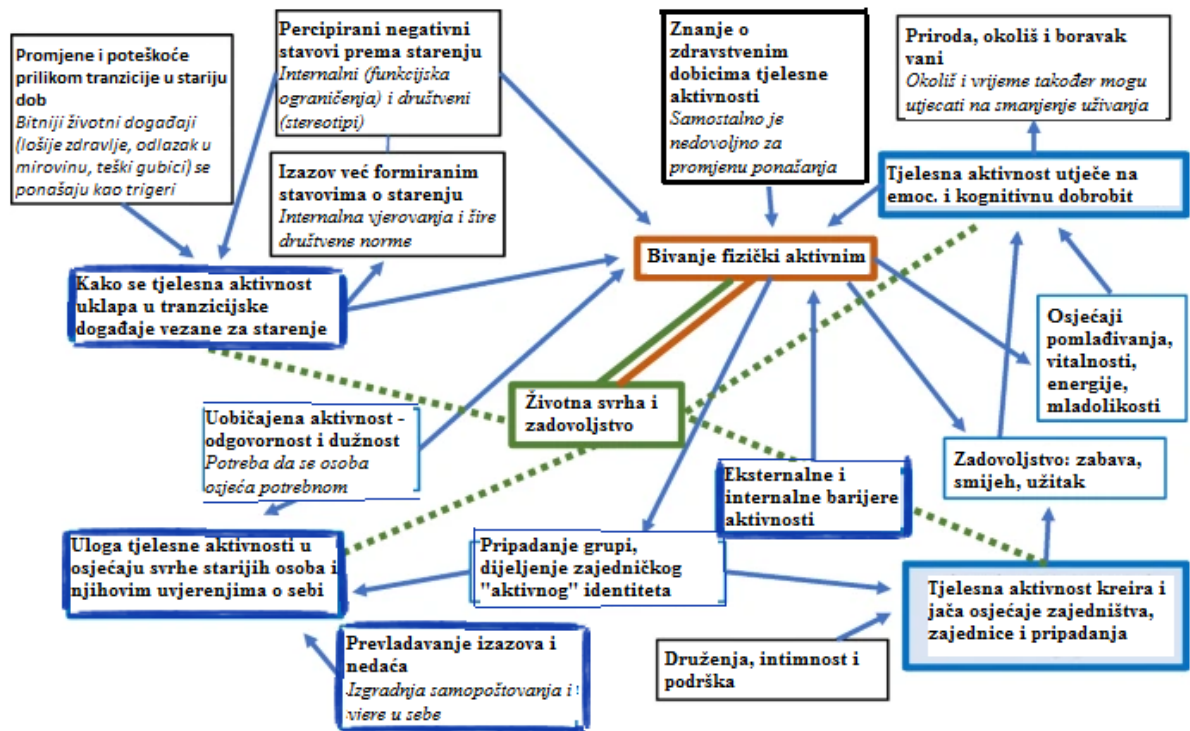 Promjene i poteškoće
prilikom tranzicije u stariju
dob
Bitniji životni događaji
(lošije zdravlje, odlazak u
mirovinu, teški gubici) se
ponašaju kao trigeri
Percipirani negativni
stavovi prema starenju
Internalni (funkcijska
ograničenja) i društveni
(stereotipi)
Znanje o
zdravstvenim
dobicima tjelesne
aktivnosti
Samostalno je
nedovoljno za
promjenu ponašanja
Priroda, okoliš i boravak
vani
Okoliš i vrijeme također mogu
utjecati na smanjenje uživanja
Izazov već formiranim
stavovima o starenju
Internalna vjerovanja i šire
društvene norme
Tjelesna aktivnost utječe na
emoc. i kognitivnu dobrobit
Bivanje fizički aktivnim
Kako se tjelesna aktivnost
uklapa u tranzicijske
događaje vezane za starenje
Osjećaji
pomlađivanja,
vitalnosti,
energije,
mladolikosti
Životna svrha i
zadovoljstvo
Uobičajena aktivnost -
odgovornost i dužnost
Potreba da se osoba
osjeća potrebnom
Zadovoljstvo: zabava,
smijeh, užitak
Eksternalne i
internalne barijere
aktivnosti
Uloga tjelesne aktivnosti u
osjećaju svrhe starijih osoba i
njihovim uvjerenjima o sebi
Pripadanje grupi,
dijeljenje zajedničkog
"aktivnog" identiteta
Tjelesna aktivnost kreira i
jača osjećaje zajedništva,
zajednice i pripadanja
Prevladavanje izazova i
nedaća
Izgradnja samopoštovanja i
vjere u sebe
Druženja, intimnost i
podrška